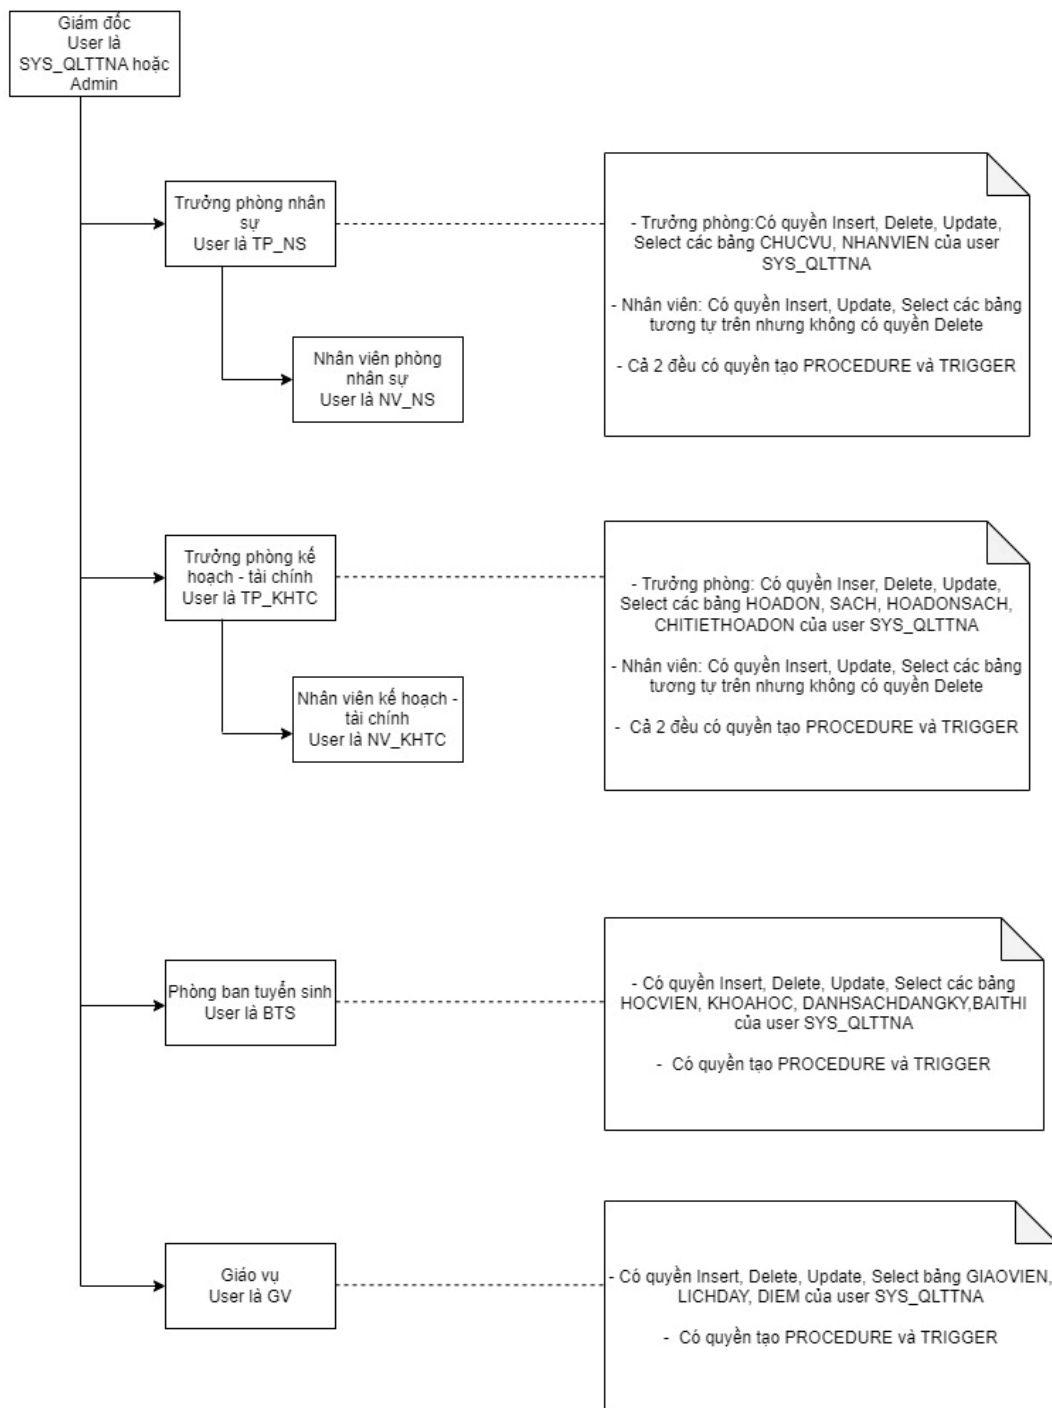 Giám đốc
User là
SYS_QLTTNA hoặc
Admin
Trưởng phòng nhân
sự
User là TP_NS
- Trưởng phòng:Có quyền Insert, Delete, Update,
Select các bảng CHUCVU, NHANVIEN của user
SYS_QLTTNA
- Nhân viên: Có quyền Insert, Update, Select các bảng
tương tự trên nhưng không có quyền Delete
- Cả 2 đều có quyền tạo PROCEDURE và TRIGGER
Nhân viên phòng
nhân sự
User là NV_NS
Trưởng phòng kế
hoạch - tài chính
User là TP_KHTC
- Trưởng phòng: Có quyền Inser, Delete, Update,
Select các bảng HOADON, SACH, HOADONSACH,
CHITIETHOADON của user SYS_QLTTNA
- Nhân viên: Có quyền Insert, Update, Select các bảng
tương tự trên nhưng không có quyền Delete
- Cả 2 đều có quyền tạo PROCEDURE và TRIGGER
Nhân viên kế hoạch -
tài chính
User là NV_KHTC
Phòng ban tuyển sinh
User là BTS
- Có quyền Insert, Delete, Update, Select các bảng
HOCVIEN, KHOAHOC, DANHSACHDANGKY,BAITHI
của user SYS_QLTTNA
- Có quyền tạo PROCEDURE và TRIGGER
Giáo vụ
User là GV
- Có quyền Insert, Delete, Update, Select bảng GIAOVIEN,
LICHDAY, DIEM của user SYS_QLTTNA
- Có quyền tạo PROCEDURE và TRIGGER